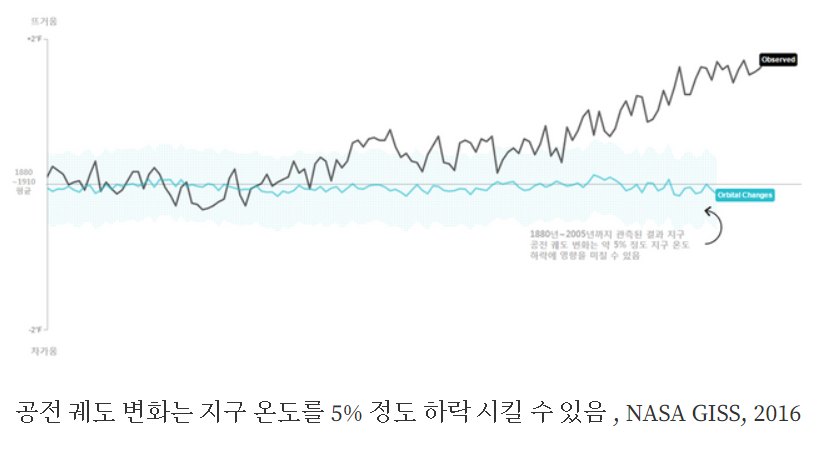 뜨거움
+2°F
Observed
1880
~1910
평균
Orbital Changes
1880년~2005년까지 관측된 결과 지구
공전 궤도 변화는 약 5% 정도 지구 온도
하락에 영향을 미칠 수 있음
-2°F
차가움
공전 궤도 변화는 지구 온도를 5% 정도 하락 시킬 수 있음 , NASA GISS, 2016